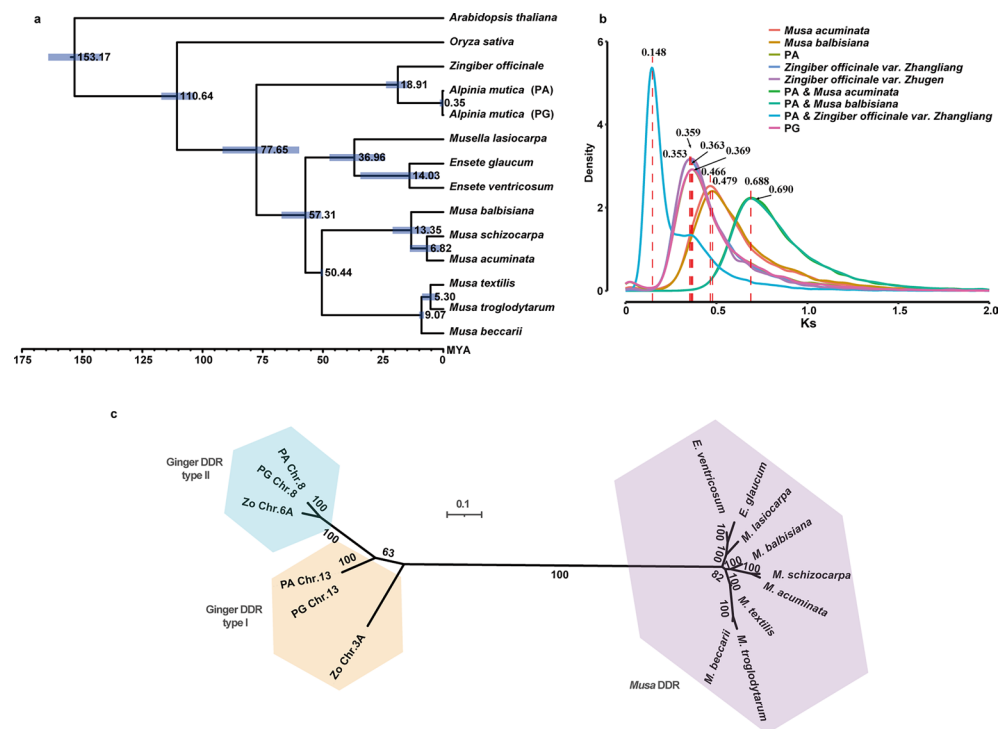 a
Arabidopsis thaliana
153.17
Oryza sativa
110.64
Zingiber officinale
18.91
Alpinia mutica (PA)
0.35
Alpinia mutica (PG)
77.65
Musella lasiocarpa
36.96
Ensete glaucum
14.03
Ensete ventricosum
57.31
Musa balbisiana
13.35
Musa schizocarpa
6.82
Musa acuminata
50.44
Musa textilis
5.30
Musa troglodytarum
9.07
Musa beccarii
MYA
175 150 125 100 75 50 25 0
b
6
4
2
0
Density
0.0 0.5 1.0 1.5 2.0
Ks
0.148
0.359
0.363
0.353
0.369
0.466
0.479
0.688
0.690
Musa acuminata
Musa balbisiana
PA
Zingiber officinale var. Zhangliang
Zingiber officinale var. Zhugen
PA & Musa acuminata
PA & Musa balbisiana
PA & Zingiber officinale var. Zhangliang
PG
c
Ginger DDR
type II
PA Chr.8
PG Chr.8
Zo Chr.6A
100
100
63
100
PA Chr.13
PG Chr.13
Zo Chr.3A
Ginger DDR
type I
0.1
100
E. ventricosum
E. glaucum
M. lasiocarpa
M. balbisiana
M. schizocarpa
M. acuminata
M. textilis
M. troglodytarum
M. beccarii
100
100
100
100
82
100
100
Musa DDR